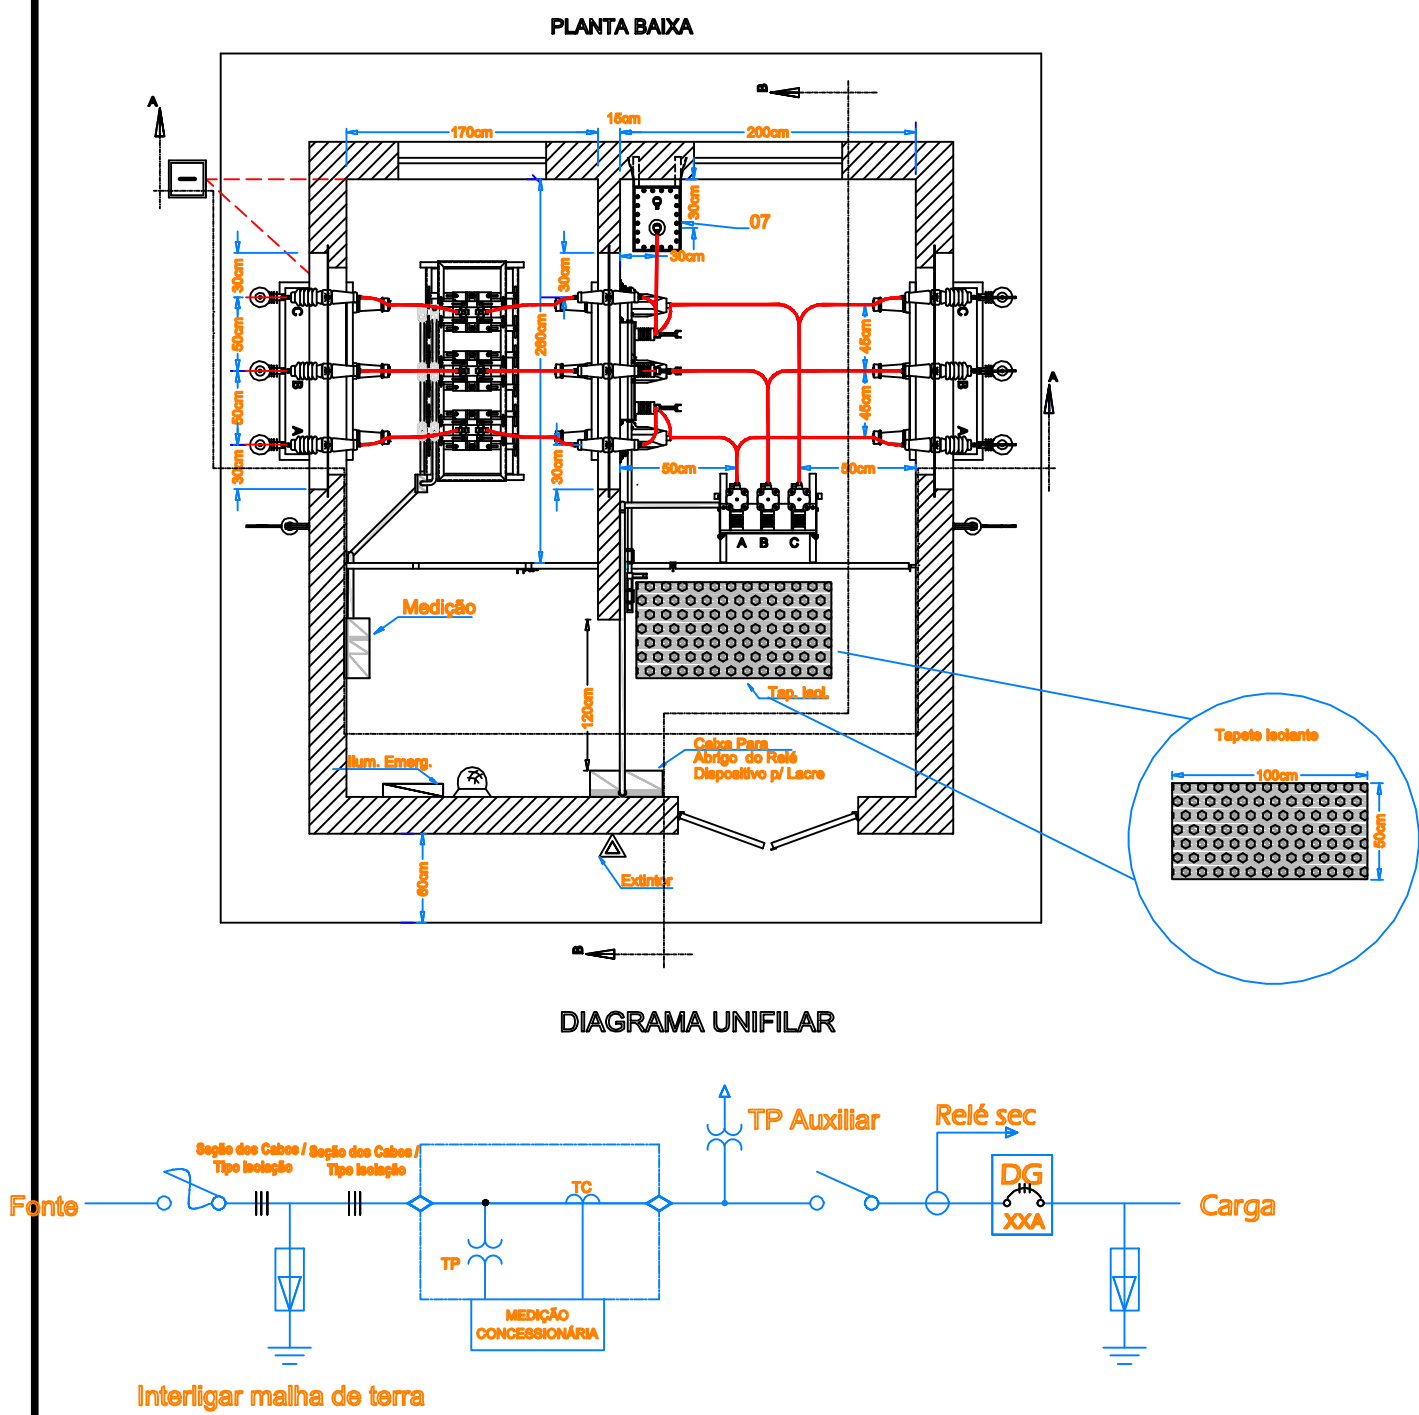 PLANTA BAIXA
A
B
170cm
15cm
200cm
30cm
07
30cm
30cm
30cm
C
C
50cm
280cm
45cm
B
B
A
50cm
45cm
A
A
30cm
30cm
50cm
50cm
A B C
Medição
120cm
Tap. Isol.
Tapete Isolante
100cm
50cm
Ilum. Emerg.
Caixa Para
Abrigo do Relé
Dispositivo p/ Lacre
60cm
Extintor
B
DIAGRAMA UNIFILAR
TP Auxiliar
Relé sec
Seção dos Cabos /
Tipo Isolação
Seção dos Cabos /
Tipo Isolação
Fonte
TC
DG
XXA
Carga
TP
MEDIÇÃO
CONCESSIONÁRIA
Interligar malha de terra